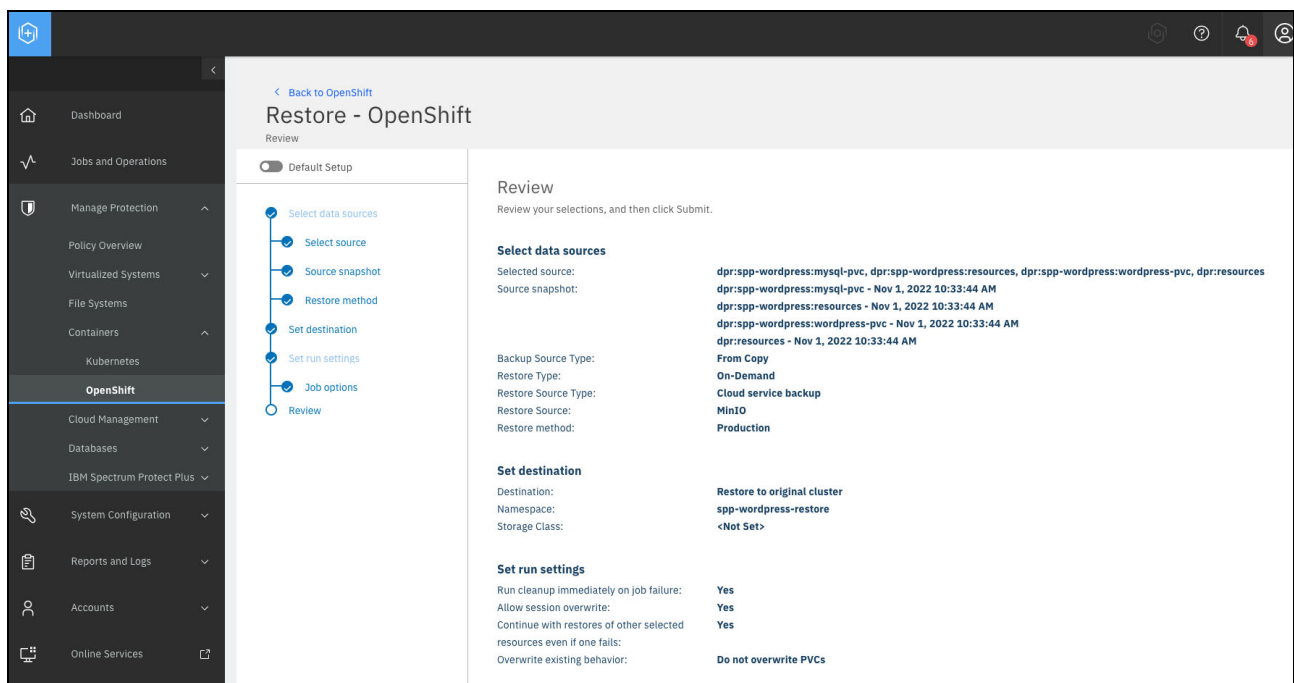 6
Dashboard
Jobs and Operations
Manage Protection
Policy Overview
Virtualized Systems
File Systems
Containers
Kubernetes
OpenShift
Cloud Management
Databases
IBM Spectrum Protect Plus
System Configuration
Reports and Logs
Accounts
Online Services
Back to OpenShift
Restore - OpenShift
Review
Default Setup
Select data sources
Select source
Source snapshot
Restore method
Set destination
Set run settings
Job options
Review
Review
Review your selections, and then click Submit.
Select data sources
Selected source: dpr:spp-wordpress:mysql-pvc, dpr:spp-wordpress:resources, dpr:spp-wordpress:wordpress-pvc, dpr:resources
Source snapshot: dpr:spp-wordpress:mysql-pvc - Nov 1, 2022 10:33:44 AM
dpr:spp-wordpress:resources - Nov 1, 2022 10:33:44 AM
dpr:spp-wordpress:wordpress-pvc - Nov 1, 2022 10:33:44 AM
dpr:resources - Nov 1, 2022 10:33:44 AM
Backup Source Type: From Copy
Restore Type: On-Demand
Restore Source Type: Cloud service backup
Restore Source: MinIO
Restore method: Production
Set destination
Destination: Restore to original cluster
Namespace: spp-wordpress-restore
Storage Class: <Not Set>
Set run settings
Run cleanup immediately on job failure: Yes
Allow session overwrite: Yes
Continue with restores of other selected Yes
resources even if one fails:
Overwrite existing behavior: Do not overwrite PVCs